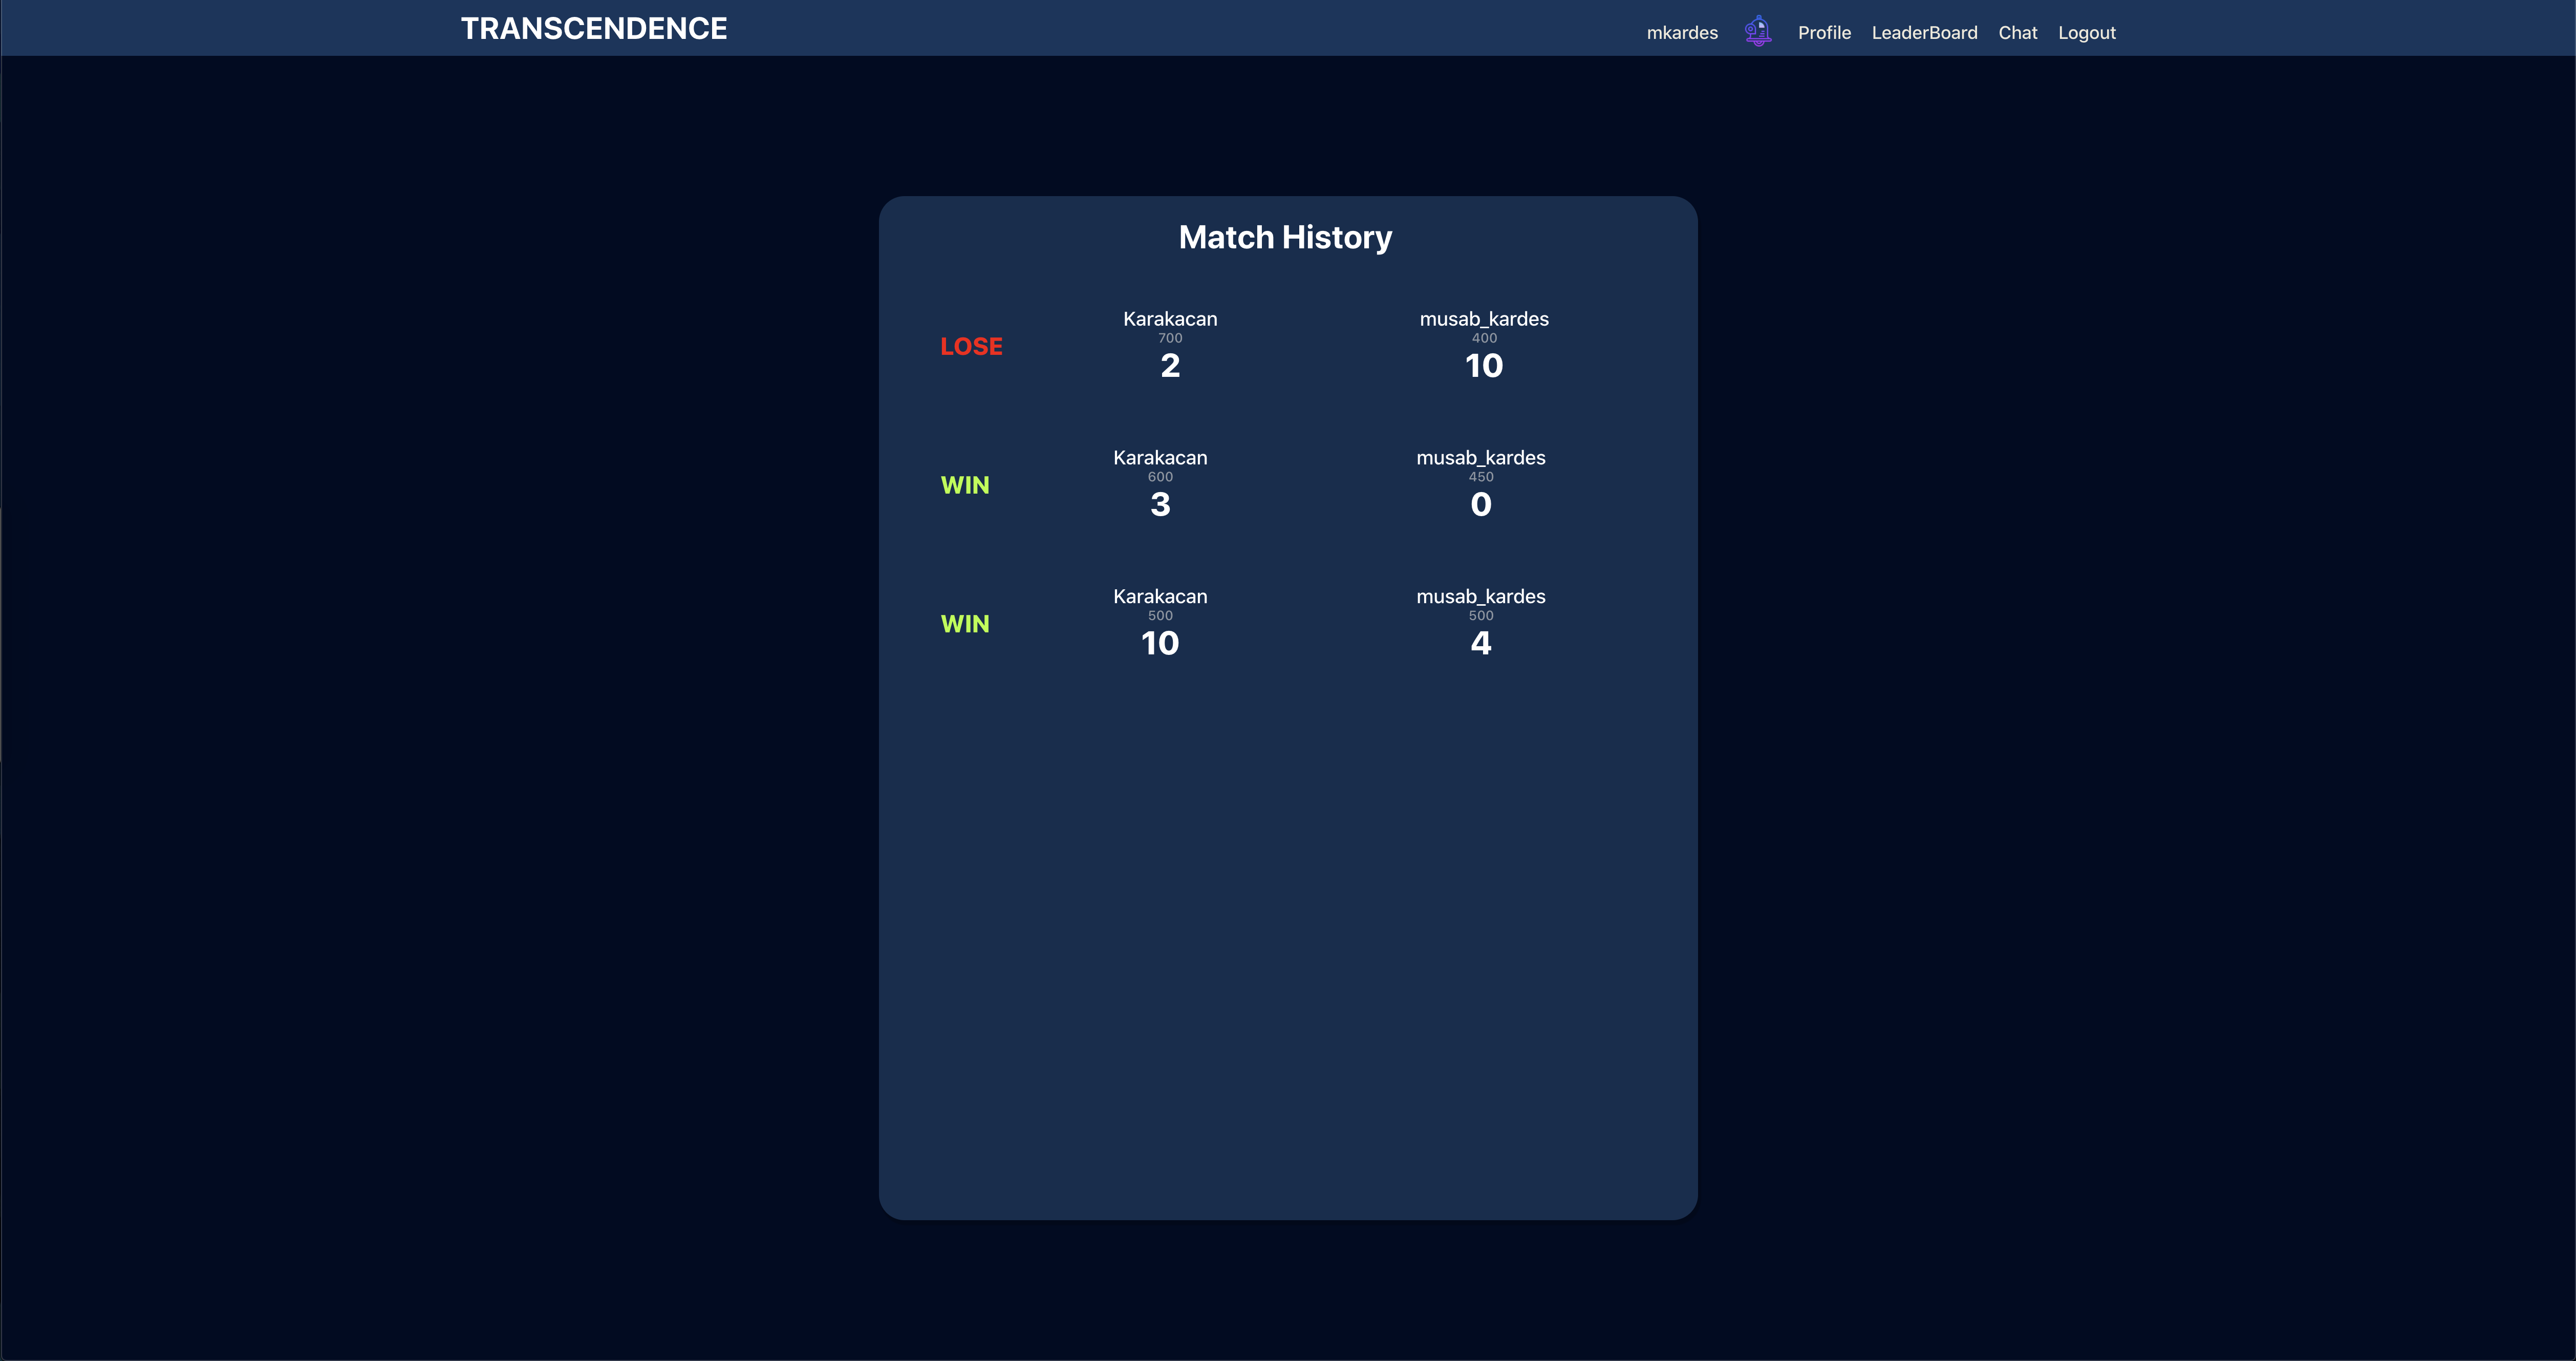 TRANSCENDENCE
mkardes Profile LeaderBoard Chat Logout
Match History
LOSE
Karakacan musab_kardes
700 400
2 10
WIN
Karakacan musab_kardes
600 450
3 0
WIN
Karakacan musab_kardes
500 500
10 4